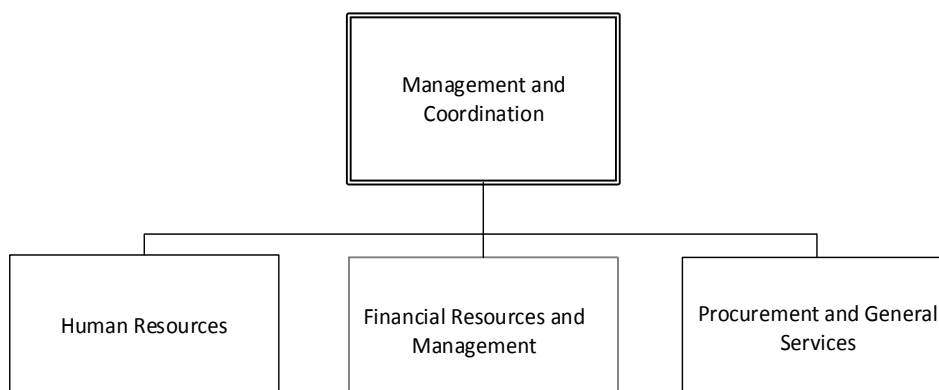 Management and
Coordination
Human Resources
Financial Resources and
Management
Procurement and General
Services